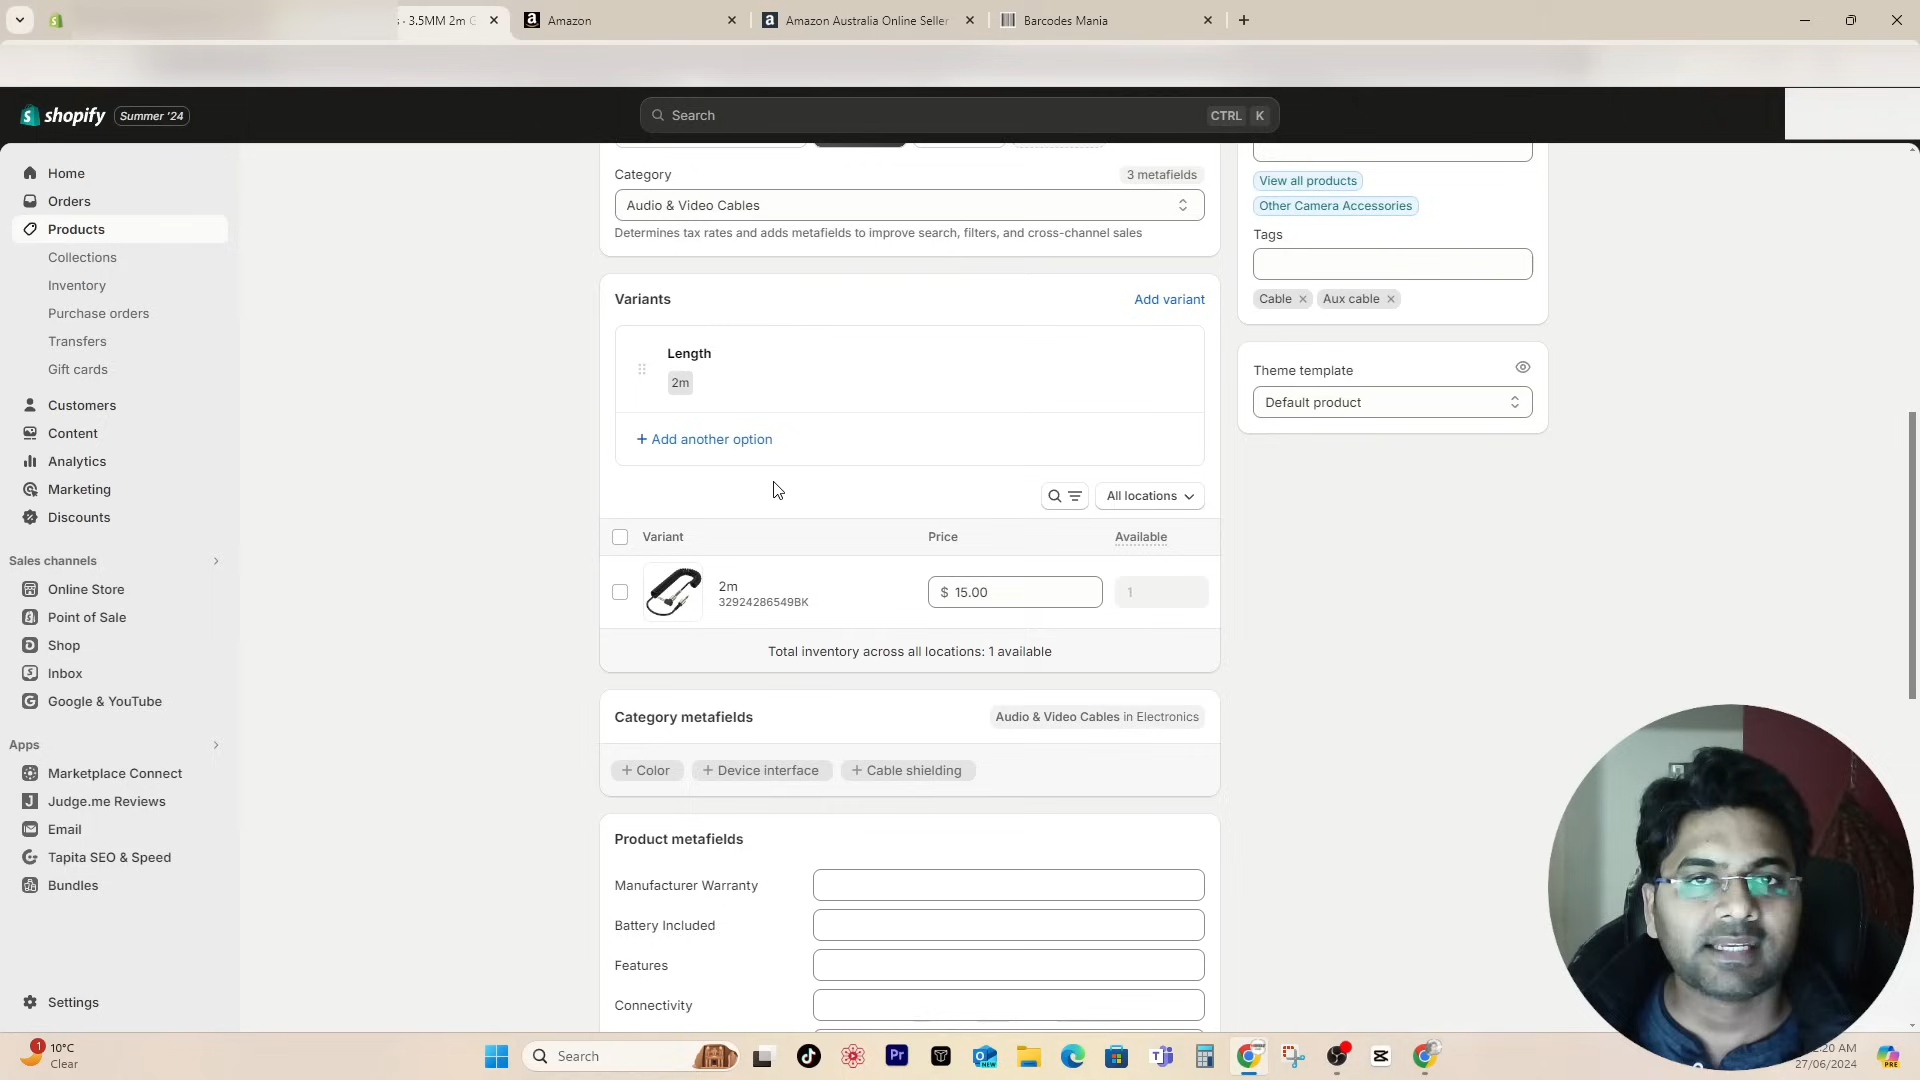 - 3.5MM 2m
Amazon
Amazon Australia Online Seller
Barcodes Mania
shopify
Summer '24
Search
CTRL K
Home
Orders
Products
Collections
Inventory
Purchase orders
Transfers
Gift cards
Customers
Content
Analytics
Marketing
Discounts
Sales channels
Online Store
Point of Sale
Shop
Inbox
Google & YouTube
Apps
Marketplace Connect
Judge.me Reviews
Email
Tapita SEO & Speed
Bundles
Settings
Category
3 metafields
Audio & Video Cables
Determines tax rates and adds metafields to improve search, filters, and cross-channel sales
Variants
Add variant
Length
2m
+ Add another option
All locations
Variant
Price
Available
2m
32924286549BK
$ 15.00
1
Total inventory across all locations: 1 available
Category metafields
Audio & Video Cables in Electronics
+ Color
+ Device interface
+ Cable shielding
Product metafields
Manufacturer Warranty
Battery Included
Features
Connectivity
View all products
Other Camera Accessories
Tags
Cable ×
Aux cable ×
Theme template
Default product
1
10°C
Clear
Search
Pr
NEW
:20 AM
27/06/2024
PRE